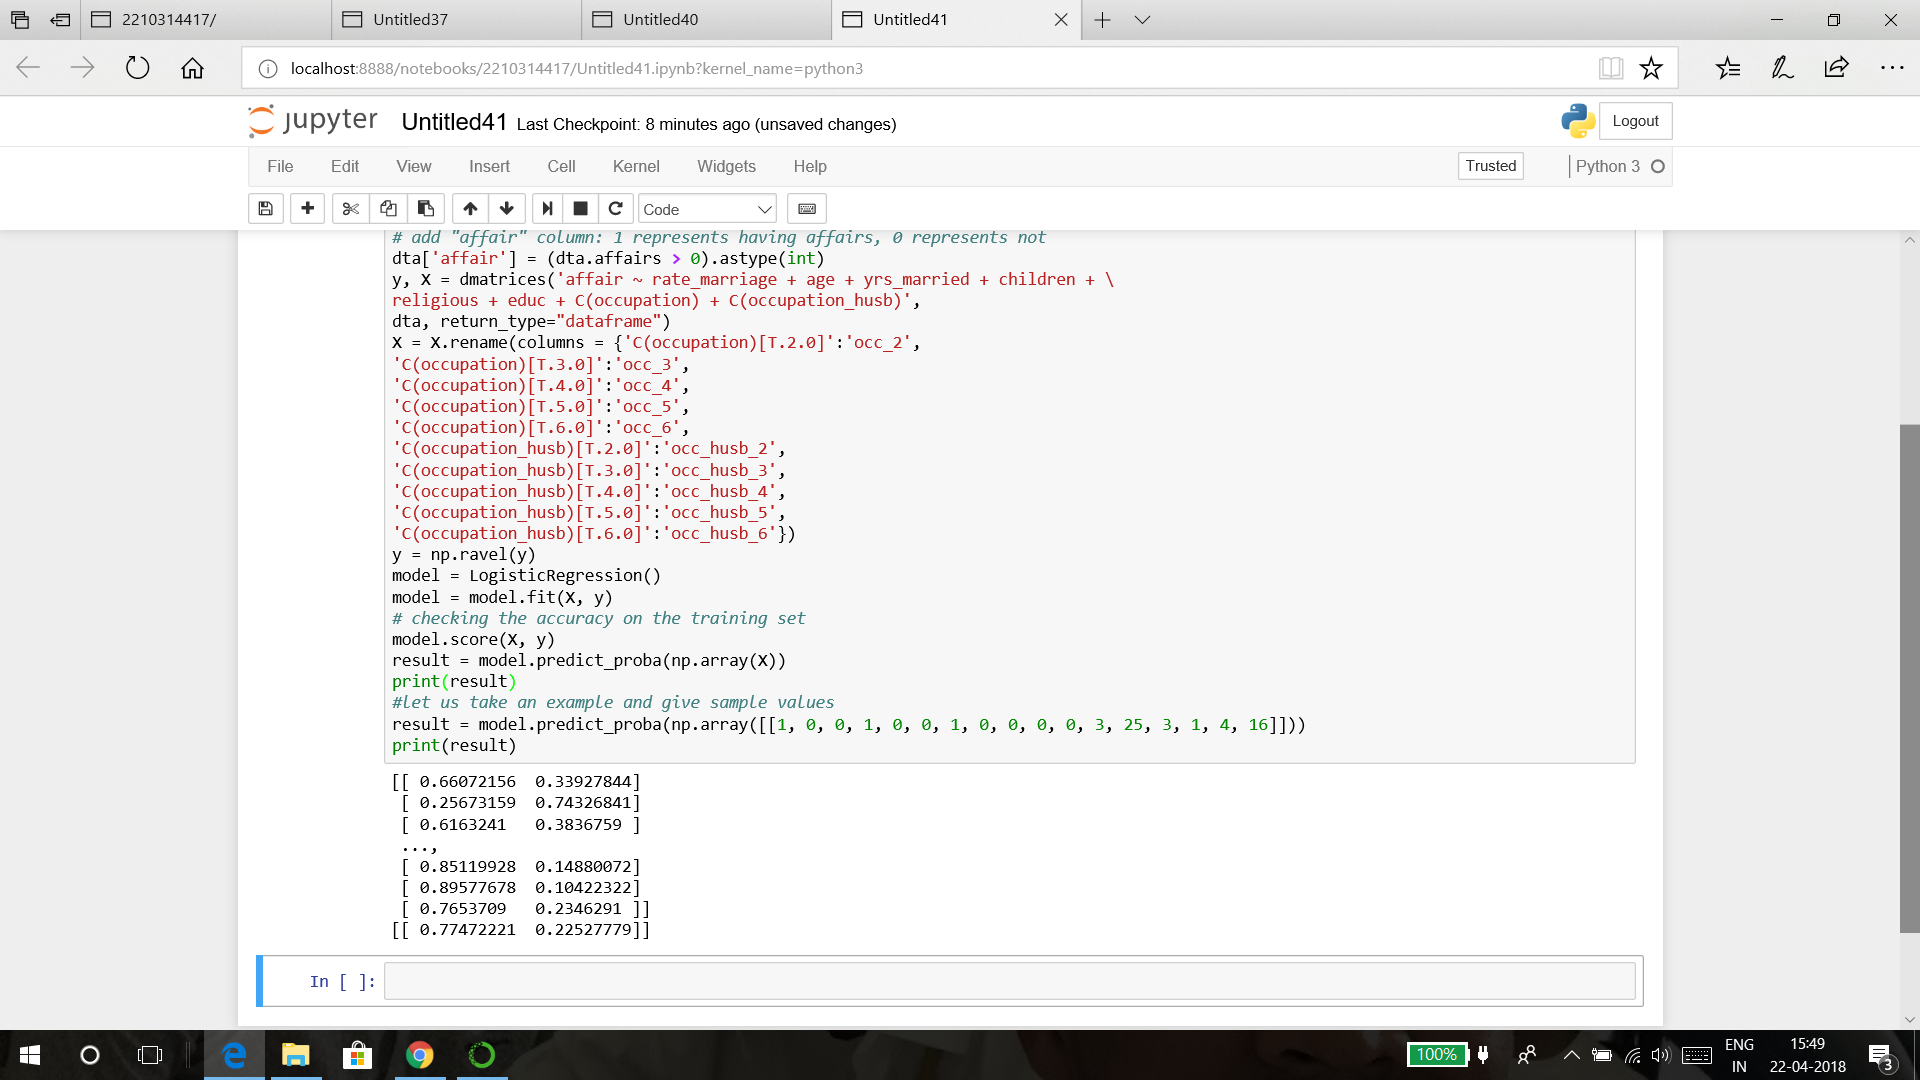 2210314417/
Untitled37
Untitled40
Untitled41
localhost:8888/notebooks/2210314417/Untitled41.ipynb?kernel_name=python3
jupyter Untitled41 Last Checkpoint: 8 minutes ago (unsaved changes)
Logout
File Edit View Insert Cell Kernel Widgets Help
Trusted
Python 3
Code
# add "affair" column: 1 represents having affairs, 0 represents not
dta['affair'] = (dta.affairs > 0).astype(int)
y, X = dmatrices('affair ~ rate_marriage + age + yrs_married + children + \
religious + educ + C(occupation) + C(occupation_husb)',
dta, return_type="dataframe")
X = X.rename(columns = {'C(occupation)[T.2.0]':'occ_2',
'C(occupation)[T.3.0]':'occ_3',
'C(occupation)[T.4.0]':'occ_4',
'C(occupation)[T.5.0]':'occ_5',
'C(occupation)[T.6.0]':'occ_6',
'C(occupation_husb)[T.2.0]':'occ_husb_2',
'C(occupation_husb)[T.3.0]':'occ_husb_3',
'C(occupation_husb)[T.4.0]':'occ_husb_4',
'C(occupation_husb)[T.5.0]':'occ_husb_5',
'C(occupation_husb)[T.6.0]':'occ_husb_6'})
y = np.ravel(y)
model = LogisticRegression()
model = model.fit(X, y)
# checking the accuracy on the training set
model.score(X, y)
result = model.predict_proba(np.array(X))
print(result)
#let us take an example and give sample values
result = model.predict_proba(np.array([[1, 0, 0, 1, 0, 0, 1, 0, 0, 0, 0, 3, 25, 3, 1, 4, 16]]))
print(result)
[[ 0.66072156  0.33927844]
 [ 0.25673159  0.74326841]
 [ 0.6163241   0.3836759 ]
 ...,
 [ 0.85119928  0.14880072]
 [ 0.89577678  0.10422322]
 [ 0.7653709   0.2346291 ]]
[[ 0.77472221  0.22527779]]
In [ ]:
100%
ENG
IN
15:49
22-04-2018
3